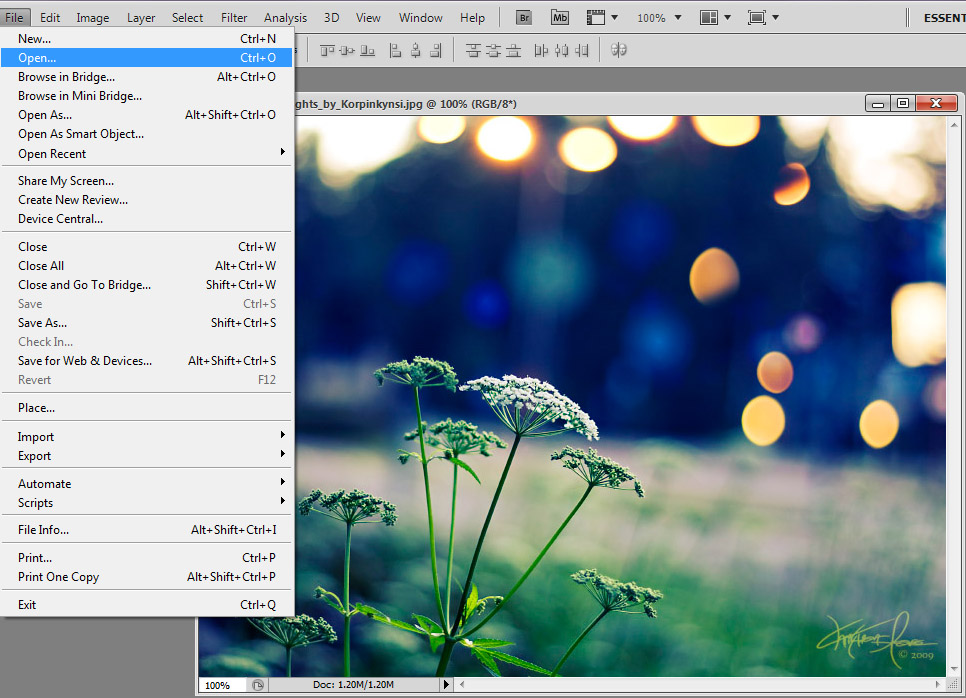 File Edit Image Layer Select Filter Analysis 3D View Window Help Br Mb 100% ESSENT
New... Ctrl+N
Open... Ctrl+O
Browse in Bridge... Alt+Ctrl+O
Browse in Mini Bridge...
Open As... Alt+Shift+Ctrl+O
Open As Smart Object...
Open Recent
Share My Screen...
Create New Review...
Device Central...
Close Ctrl+W
Close All Alt+Ctrl+W
Close and Go To Bridge... Shift+Ctrl+W
Save Ctrl+S
Save As... Shift+Ctrl+S
Check In...
Save for Web & Devices... Alt+Shift+Ctrl+S
Revert F12
Place...
Import
Export
Automate
Scripts
File Info... Alt+Shift+Ctrl+I
Print... Ctrl+P
Print One Copy Alt+Shift+Ctrl+P
Exit Ctrl+Q
ghts_by_Korpinkynsi.jpg @ 100% (RGB/8*)
© 2009
100% Doc: 1.20M/1.20M